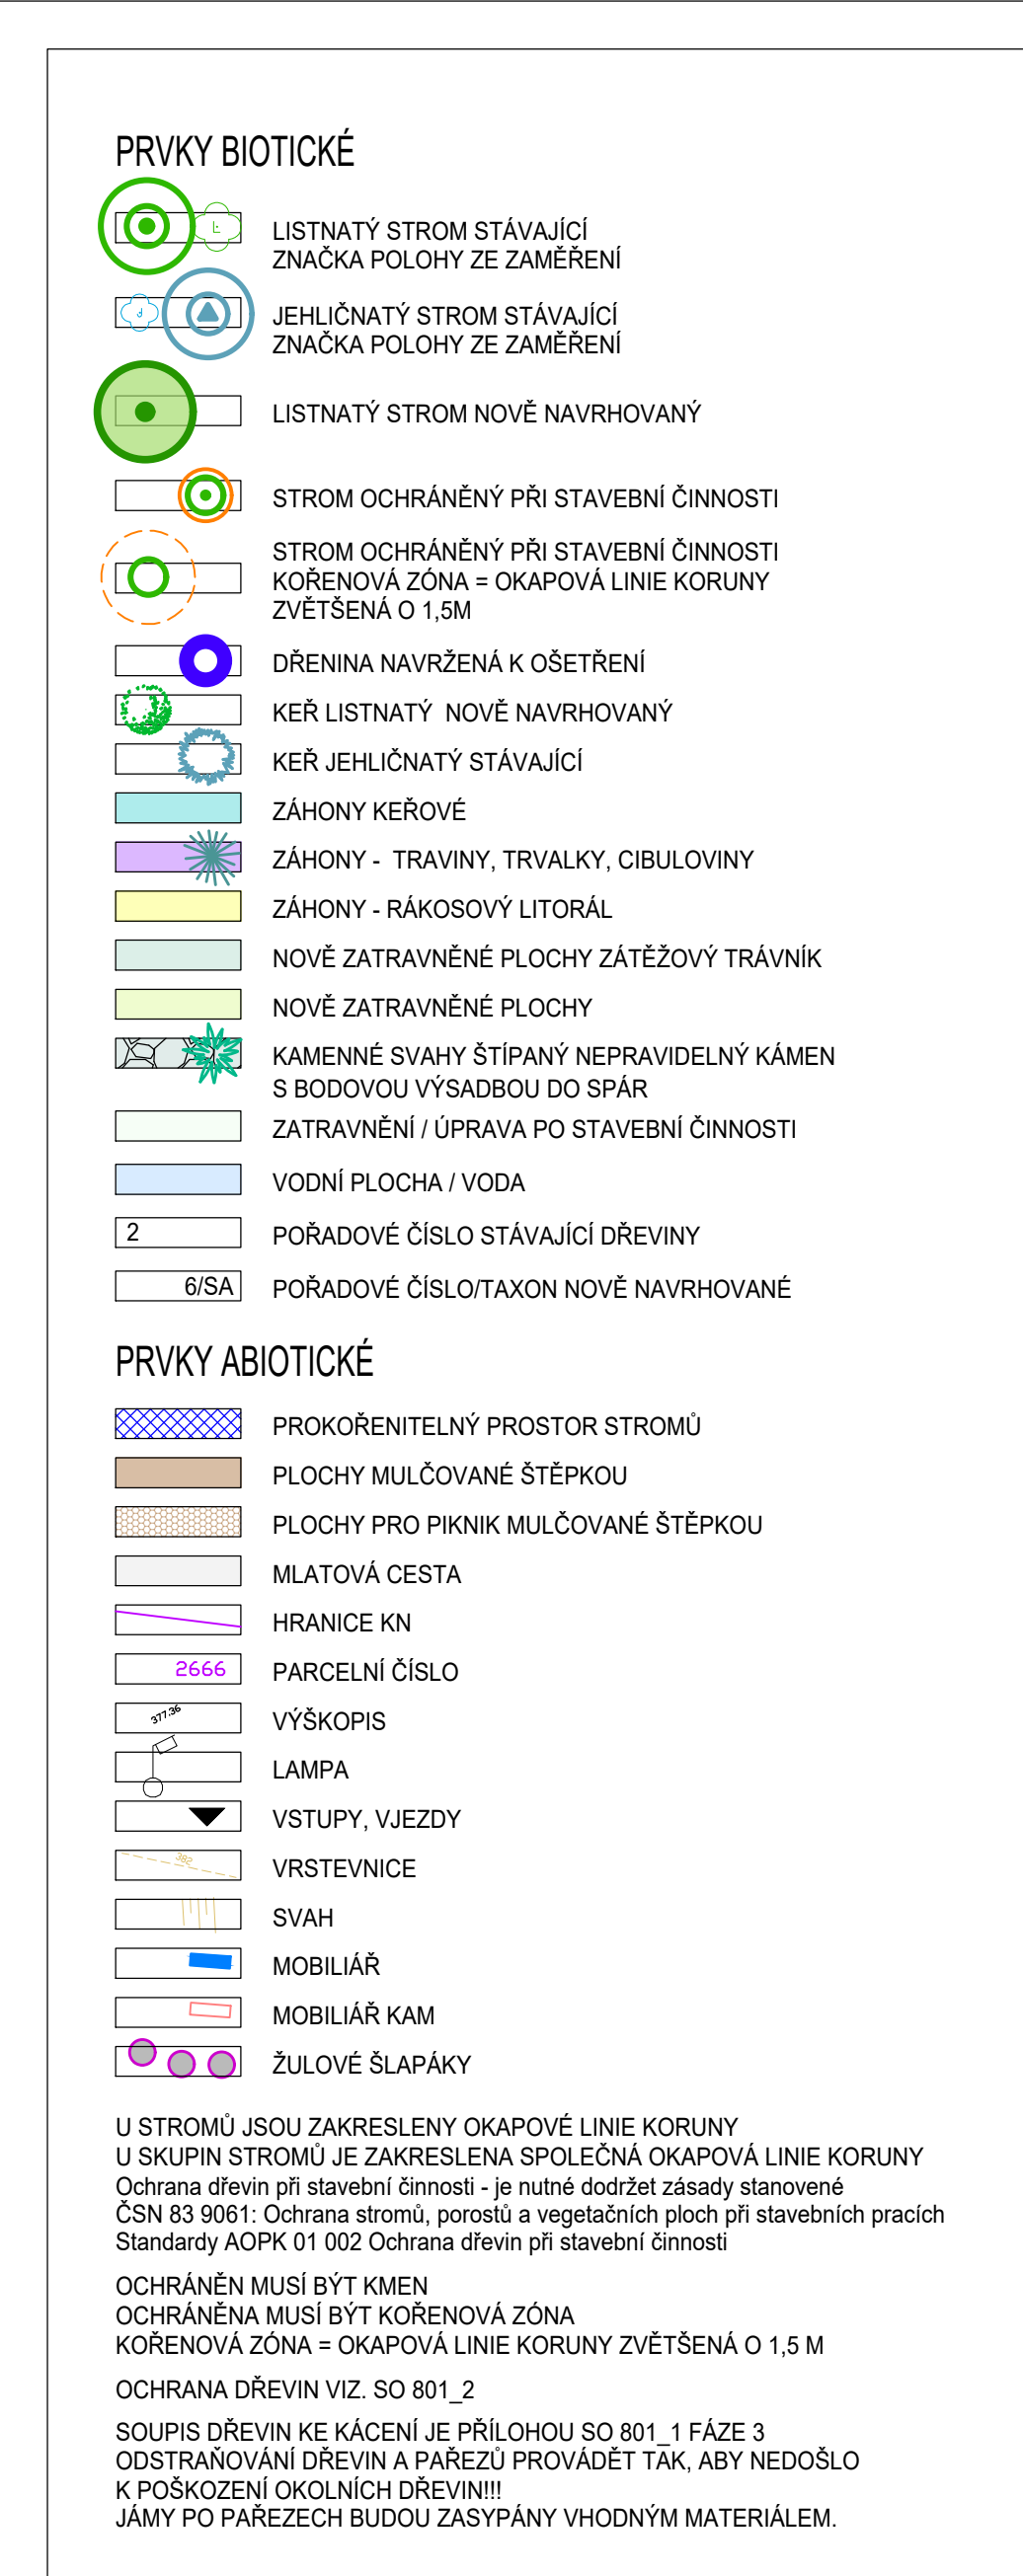 PRVKY BIOTICKÉ
LISTNATÝ STROM STÁVAJÍCÍ
ZNAČKA POLOHY ZE ZAMĚŘENÍ
JEHLIČNATÝ STROM STÁVAJÍCÍ
ZNAČKA POLOHY ZE ZAMĚŘENÍ
LISTNATÝ STROM NOVĚ NAVRHOVANÝ
STROM OCHRÁNĚNÝ PŘI STAVEBNÍ ČINNOSTI
STROM OCHRÁNĚNÝ PŘI STAVEBNÍ ČINNOSTI
KOŘENOVÁ ZÓNA = OKAPOVÁ LINIE KORUNY
ZVĚTŠENÁ O 1,5M
DŘENINA NAVRŽENÁ K OŠETŘENÍ
KEŘ LISTNATÝ NOVĚ NAVRHOVANÝ
KEŘ JEHLIČNATÝ STÁVAJÍCÍ
ZÁHONY KEŘOVÉ
ZÁHONY - TRAVINY, TRVALKY, CIBULOVINY
ZÁHONY - RÁKOSOVÝ LITORÁL
NOVĚ ZATRAVNĚNÉ PLOCHY ZÁTĚŽOVÝ TRÁVNÍK
NOVĚ ZATRAVNĚNÉ PLOCHY
KAMENNÉ SVAHY ŠTÍPANÝ NEPRAVIDELNÝ KÁMEN
S BODOVOU VÝSADBOU DO SPÁR
ZATRAVNĚNÍ / ÚPRAVA PO STAVEBNÍ ČINNOSTI
VODNÍ PLOCHA / VODA
2 POŘADOVÉ ČÍSLO STÁVAJÍCÍ DŘEVINY
6/SA POŘADOVÉ ČÍSLO/TAXON NOVĚ NAVRHOVANÉ
PRVKY ABIOTICKÉ
PROKOŘENITELNÝ PROSTOR STROMŮ
PLOCHY MULČOVANÉ ŠTĚPKOU
PLOCHY PRO PIKNIK MULČOVANÉ ŠTĚPKOU
MLATOVÁ CESTA
HRANICE KN
2666 PARCELNÍ ČÍSLO
377.36 VÝŠKOPIS
LAMPA
VSTUPY, VJEZDY
382 VRSTEVNICE
SVAH
MOBILIÁŘ
MOBILIÁŘ KAM
ŽULOVÉ ŠLAPÁKY
U STROMŮ JSOU ZAKRESLENY OKAPOVÉ LINIE KORUNY
U SKUPIN STROMŮ JE ZAKRESLENA SPOLEČNÁ OKAPOVÁ LINIE KORUNY
Ochrana dřevin při stavební činnosti - je nutné dodržet zásady stanovené
ČSN 83 9061: Ochrana stromů, porostů a vegetačních ploch při stavebních pracích
Standardy AOPK 01 002 Ochrana dřevin při stavební činnosti
OCHRÁNĚN MUSÍ BÝT KMEN
OCHRÁNĚNA MUSÍ BÝT KOŘENOVÁ ZÓNA
KOŘENOVÁ ZÓNA = OKAPOVÁ LINIE KORUNY ZVĚTŠENÁ O 1,5 M
OCHRANA DŘEVIN VIZ. SO 801_2
SOUPIS DŘEVIN KE KÁCENÍ JE PŘÍLOHOU SO 801_1 FÁZE 3
ODSTRAŇOVÁNÍ DŘEVIN A PAŘEZŮ PROVÁDĚT TAK, ABY NEDOŠLO
K POŠKOZENÍ OKOLNÍCH DŘEVIN!!!
JÁMY PO PAŘEZECH BUDOU ZASYPÁNY VHODNÝM MATERIÁLEM.